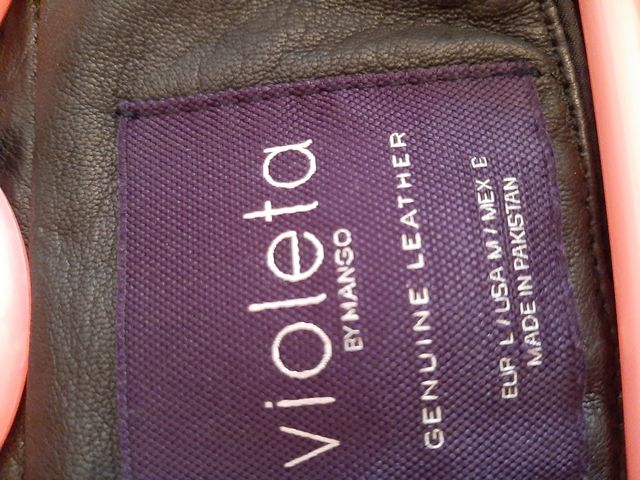 violeta
BY MANGO
GENUINE LEATHER
EUR L / USA M / MEX G
MADE IN PAKISTAN